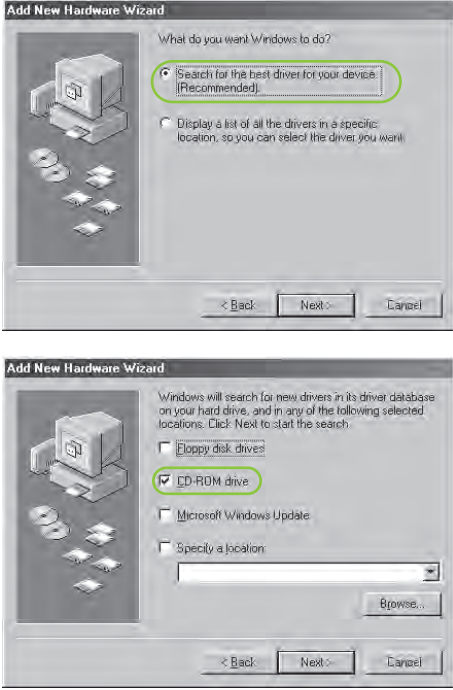 Add New Hardware Wizard
What do you want Windows to do?
Search for the best driver for your device.
(Recommended).
Display a list of all the drivers in a specific
location, so you can select the driver you want.
< Back
Next >
Cancel
Add New Hardware Wizard
Windows will search for new drivers in its driver database
on your hard drive, and in any of the following selected
locations. Click Next to start the search.
Floppy disk drives
CD-ROM drive
Microsoft Windows Update
Specify a location:
Browse...
< Back
Next >
Cancel